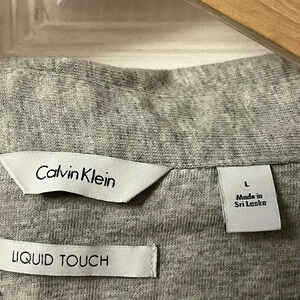 Calvin Klein
L
Made in
Sri Lanka
LIQUID TOUCH